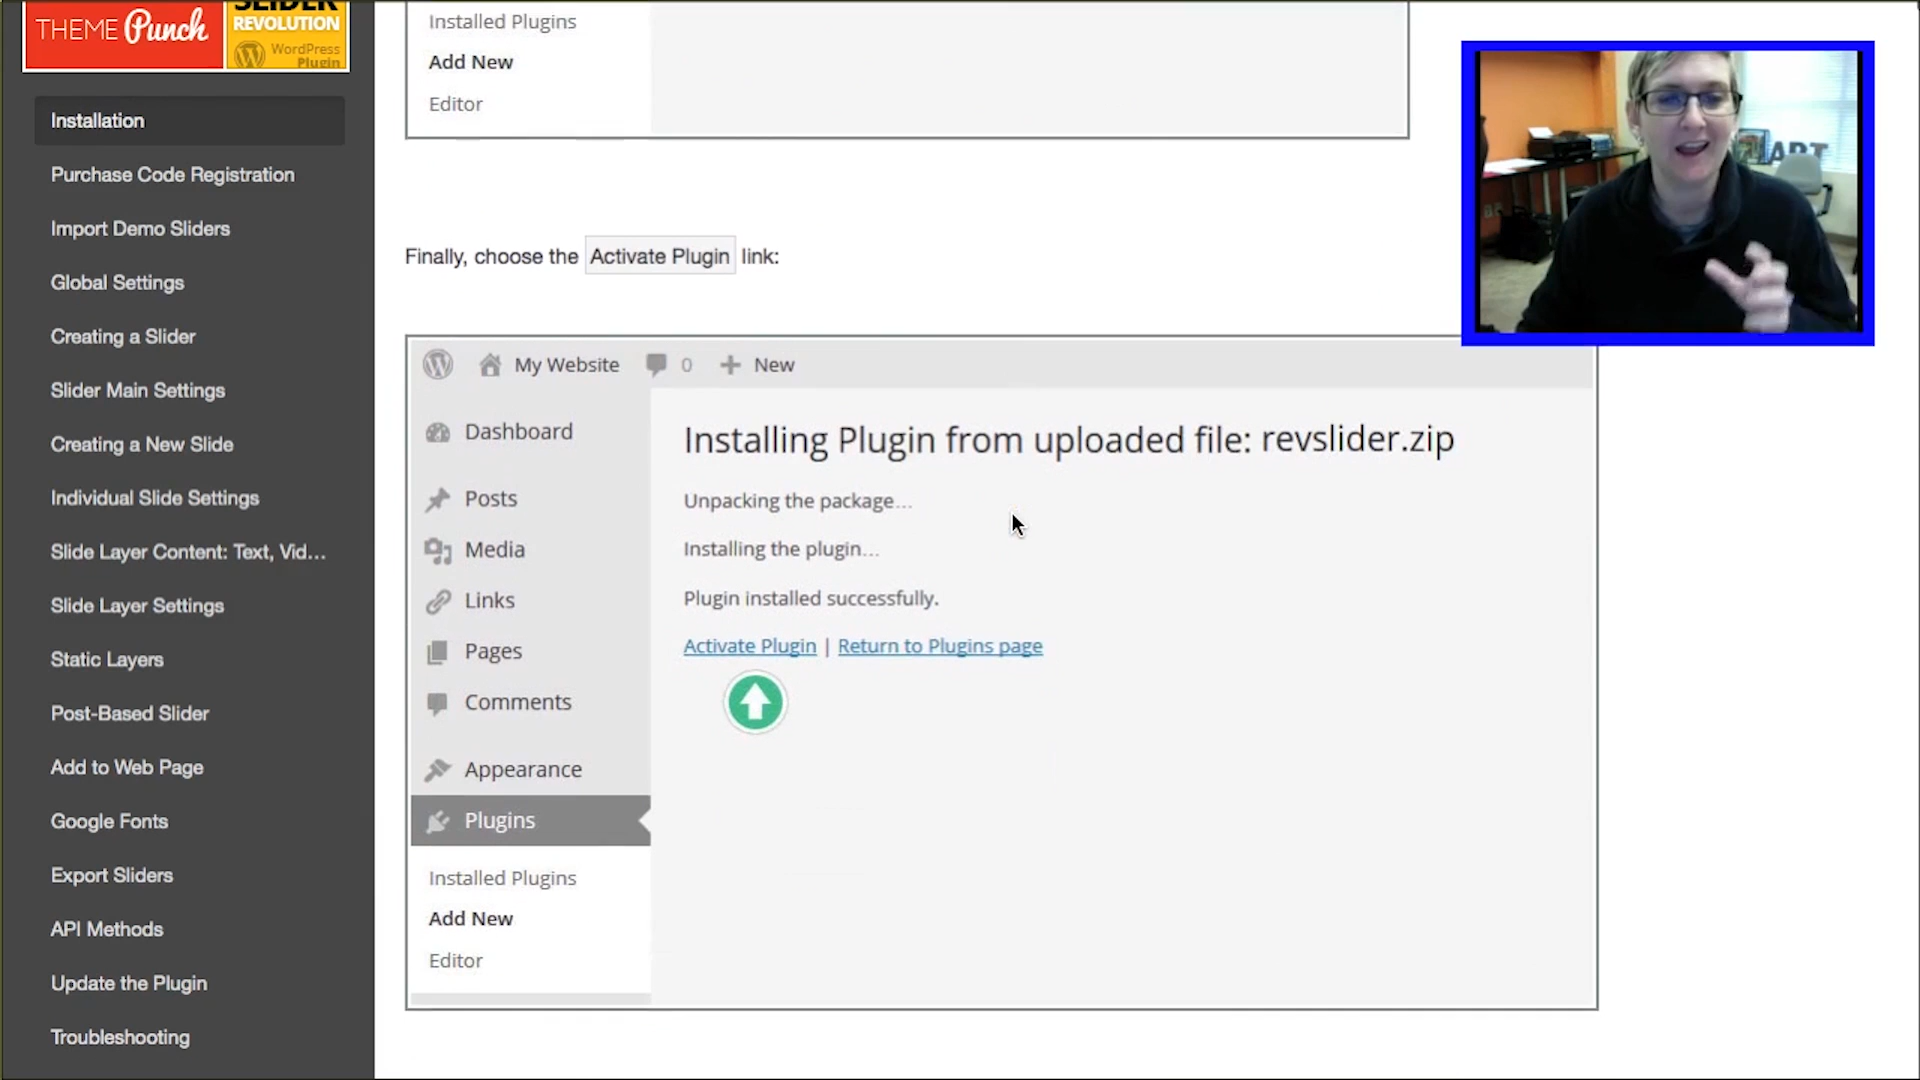 THEME Punch
SLIDER
REVOLUTION
WordPress
Plugin
Installation
Purchase Code Registration
Import Demo Sliders
Global Settings
Creating a Slider
Slider Main Settings
Creating a New Slide
Individual Slide Settings
Slide Layer Content: Text, Vid...
Slide Layer Settings
Static Layers
Post-Based Slider
Add to Web Page
Google Fonts
Export Sliders
API Methods
Update the Plugin
Troubleshooting
Installed Plugins
Add New
Editor
Finally, choose the Activate Plugin link:
My Website 0 New
Dashboard
Posts
Media
Links
Pages
Comments
Appearance
Plugins
Installed Plugins
Add New
Editor
Installing Plugin from uploaded file: revslider.zip
Unpacking the package...
Installing the plugin...
Plugin installed successfully.
Activate Plugin | Return to Plugins page
ART